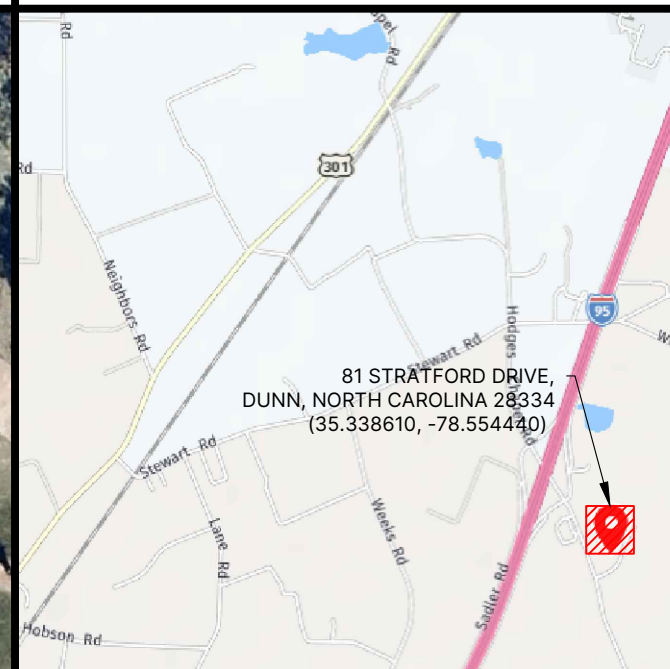 Rd
Rd
301
Neighbors Rd
95
Hodges
Stewart Rd
81 STRATFORD DRIVE,
DUNN, NORTH CAROLINA 28334
(35.338610, -78.554440)
Rd
Stewart Rd
Lane Rd
Weeks Rd
Sadler Rd
Hobson Rd